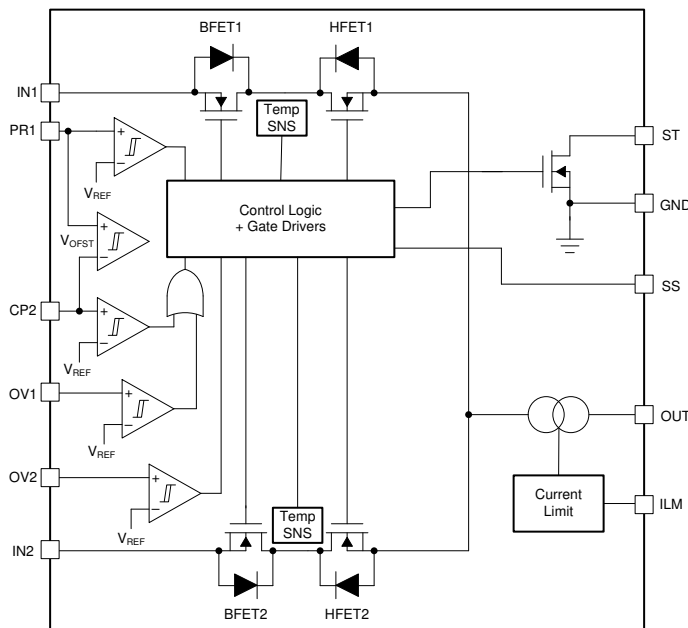 BFET1
HFET1
IN1
Temp
SNS
PR1
ST
VREF
Control Logic
+ Gate Drivers
GND
VOFST
SS
CP2
VREF
OV1
OUT
VREF
OV2
Current
Limit
ILM
Temp
SNS
VREF
IN2
BFET2
HFET2